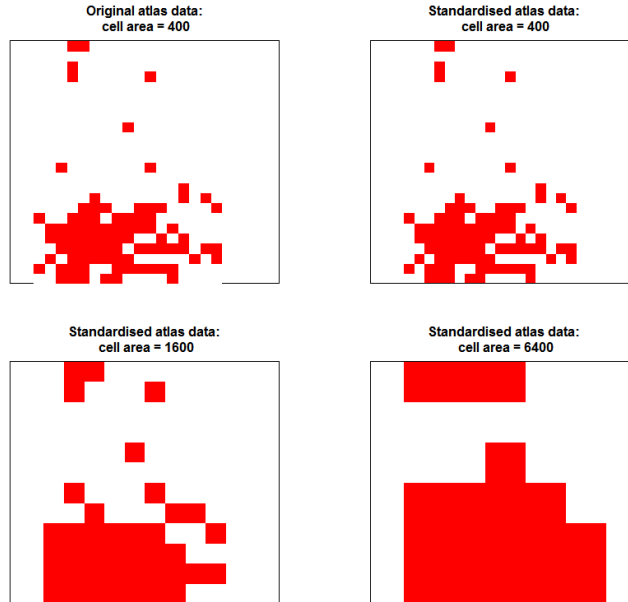 Original atlas data:
cell area = 400
Standardised atlas data:
cell area = 400
Standardised atlas data:
cell area = 1600
Standardised atlas data:
cell area = 6400